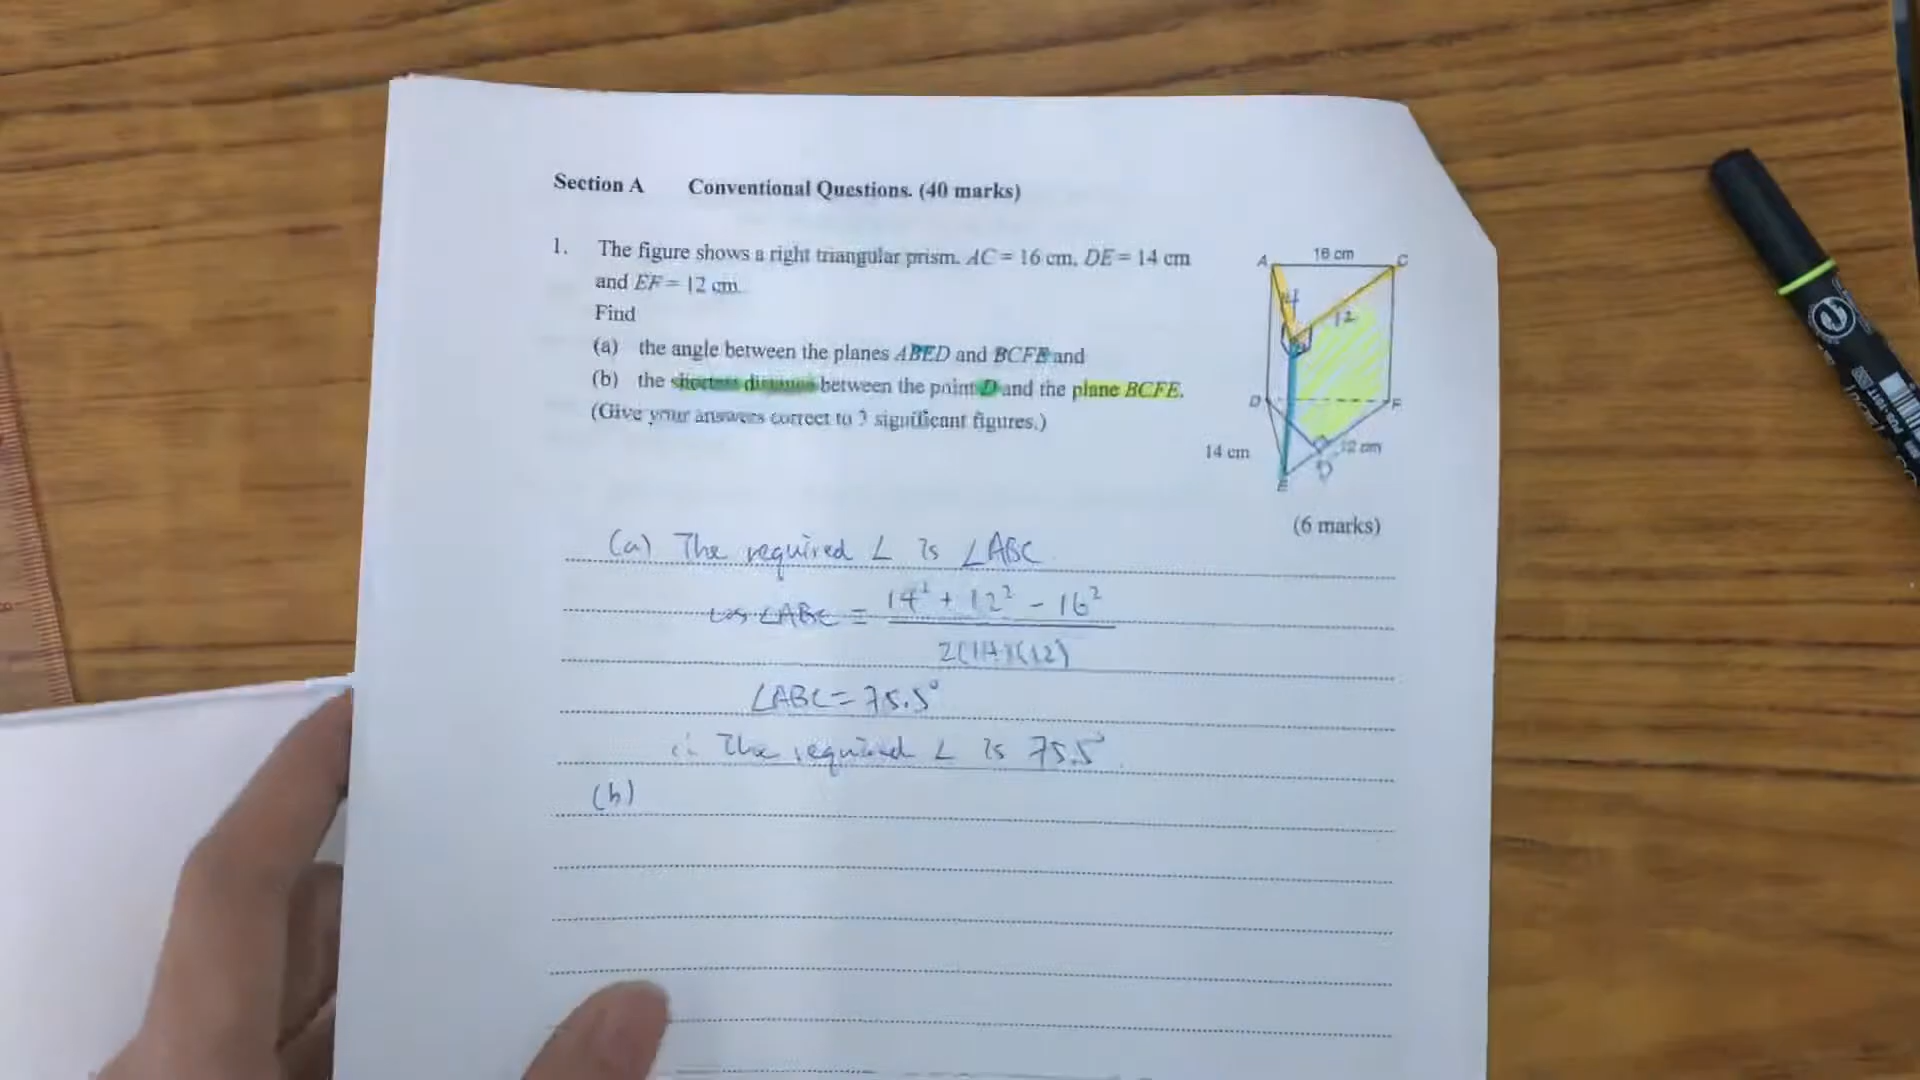 Section A Conventional Questions. (40 marks)
1. The figure shows a right triangular prism. AC = 16 cm, DE = 14 cm
and EF = 12 cm.
Find
(a) the angle between the planes ABED and BCFE and
(b) the shortest distance between the point D and the plane BCFE.
(Give your answers correct to 3 significant figures.)
A 16 cm C
12
D F
14 cm 12 cm
E
(6 marks)
(a) The required ∠ is ∠ABC
cos ∠ABC = 14² + 12² - 16²
2(14)(12)
∠ABC = 75.5°
∴ The required ∠ is 75.5°
(b)